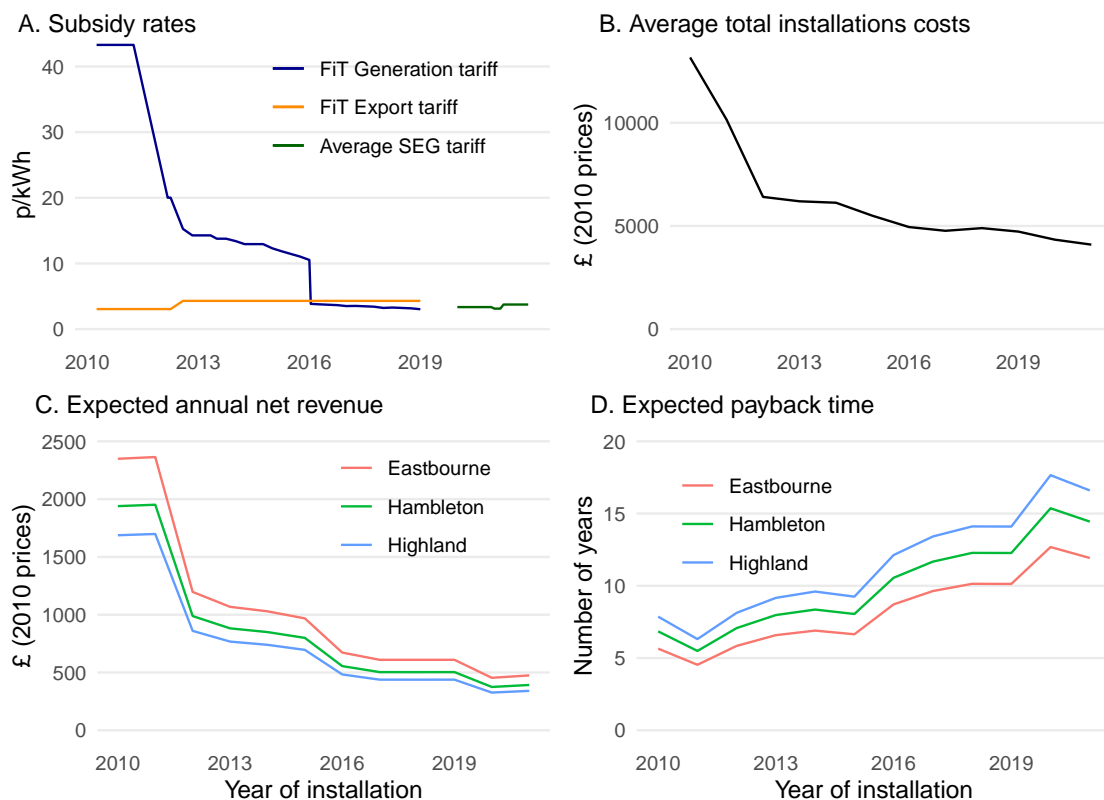 A. Subsidy rates
p/kWh
40
30
20
10
0
FiT Generation tariff
FiT Export tariff
Average SEG tariff
2010
2013
2016
2019
B. Average total installations costs
£ (2010 prices)
10000
5000
0
2010
2013
2016
2019
C. Expected annual net revenue
£ (2010 prices)
2500
2000
1500
1000
500
0
Eastbourne
Hambleton
Highland
2010
2013
2016
2019
Year of installation
D. Expected payback time
Number of years
20
15
10
5
0
Eastbourne
Hambleton
Highland
2010
2013
2016
2019
Year of installation